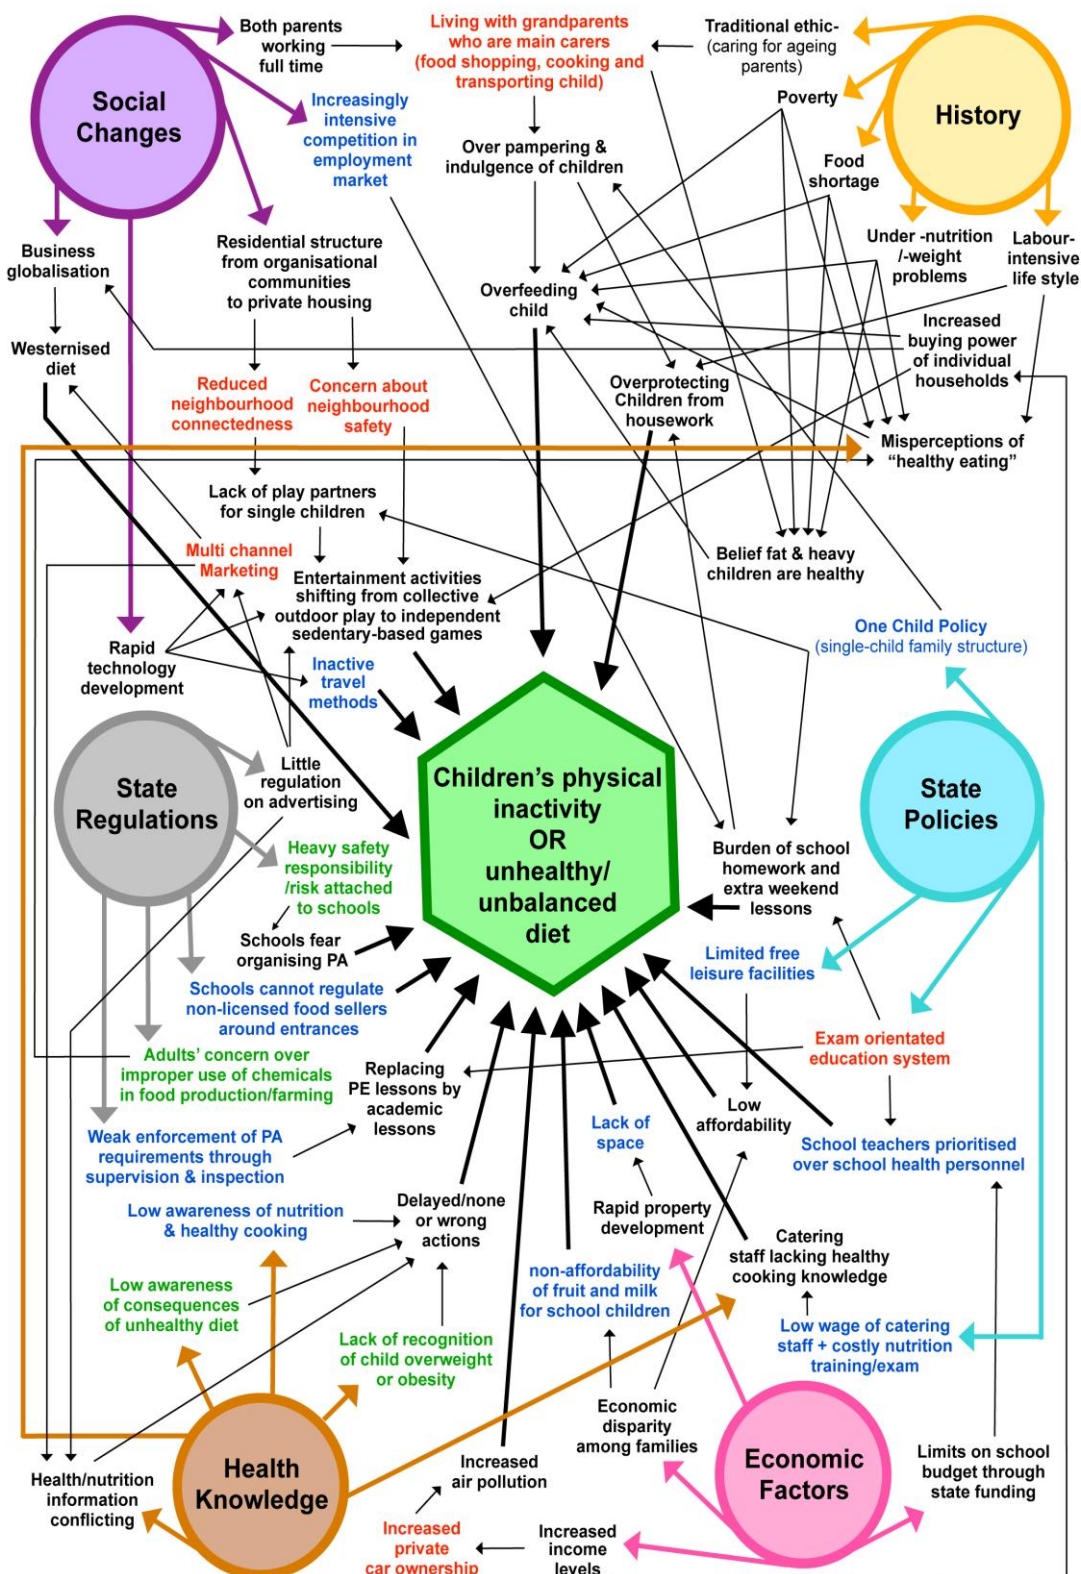 Social
Changes
Both parents
working
full time
Living with grandparents
who are main carers
(food shopping, cooking and
transporting child)
Traditional ethic-
(caring for ageing
parents)
History
Increasingly
intensive
competition in
employment
market
Poverty
Over pampering &
indulgence of children
Food
shortage
Business
globalisation
Residential structure
from organisational
communities
to private housing
Under -nutrition
/-weight
problems
Labour-
intensive
life style
Overfeeding
child
Increased
buying power
of individual
households
Westernised
diet
Reduced
neighbourhood
connectedness
Concern about
neighbourhood
safety
Overprotecting
Children from
housework
Misperceptions of
“healthy eating”
Lack of play partners
for single children
Multi channel
Marketing
Entertainment activities
shifting from collective
outdoor play to independent
sedentary-based games
Belief fat & heavy
children are healthy
Rapid
technology
development
Inactive
travel
methods
One Child Policy
(single-child family structure)
State
Regulations
Little
regulation
on advertising
Children’s physical
inactivity
OR
unhealthy/
unbalanced
diet
State
Policies
Heavy safety
responsibility
/risk attached
to schools
Burden of school
homework and
extra weekend
lessons
Schools fear
organising PA
Limited free
leisure facilities
Schools cannot regulate
non-licensed food sellers
around entrances
Exam orientated
education system
Adults’ concern over
improper use of chemicals
in food production/farming
Replacing
PE lessons by
academic
lessons
Lack of
space
Low
affordability
Weak enforcement of PA
requirements through
supervision & inspection
School teachers prioritised
over school health personnel
Low awareness of nutrition
& healthy cooking
Delayed/none
or wrong
actions
Rapid property
development
Catering
staff lacking healthy
cooking knowledge
Low awareness
of consequences
of unhealthy diet
non-affordability
of fruit and milk
for school children
Lack of recognition
of child overweight
or obesity
Low wage of catering
staff + costly nutrition
training/exam
Economic
disparity
among families
Health
Knowledge
Economic
Factors
Health/nutrition
information
conflicting
Increased
air pollution
Limits on school
budget through
state funding
Increased
private
car ownership
Increased
income
levels